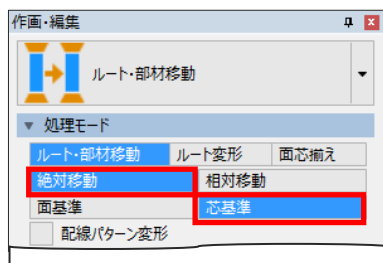 作画・編集
ルート・部材移動
処理モード
ルート・部材移動 ルート変形 面芯揃え
絶対移動 相対移動
面基準 芯基準
配線パターン変形